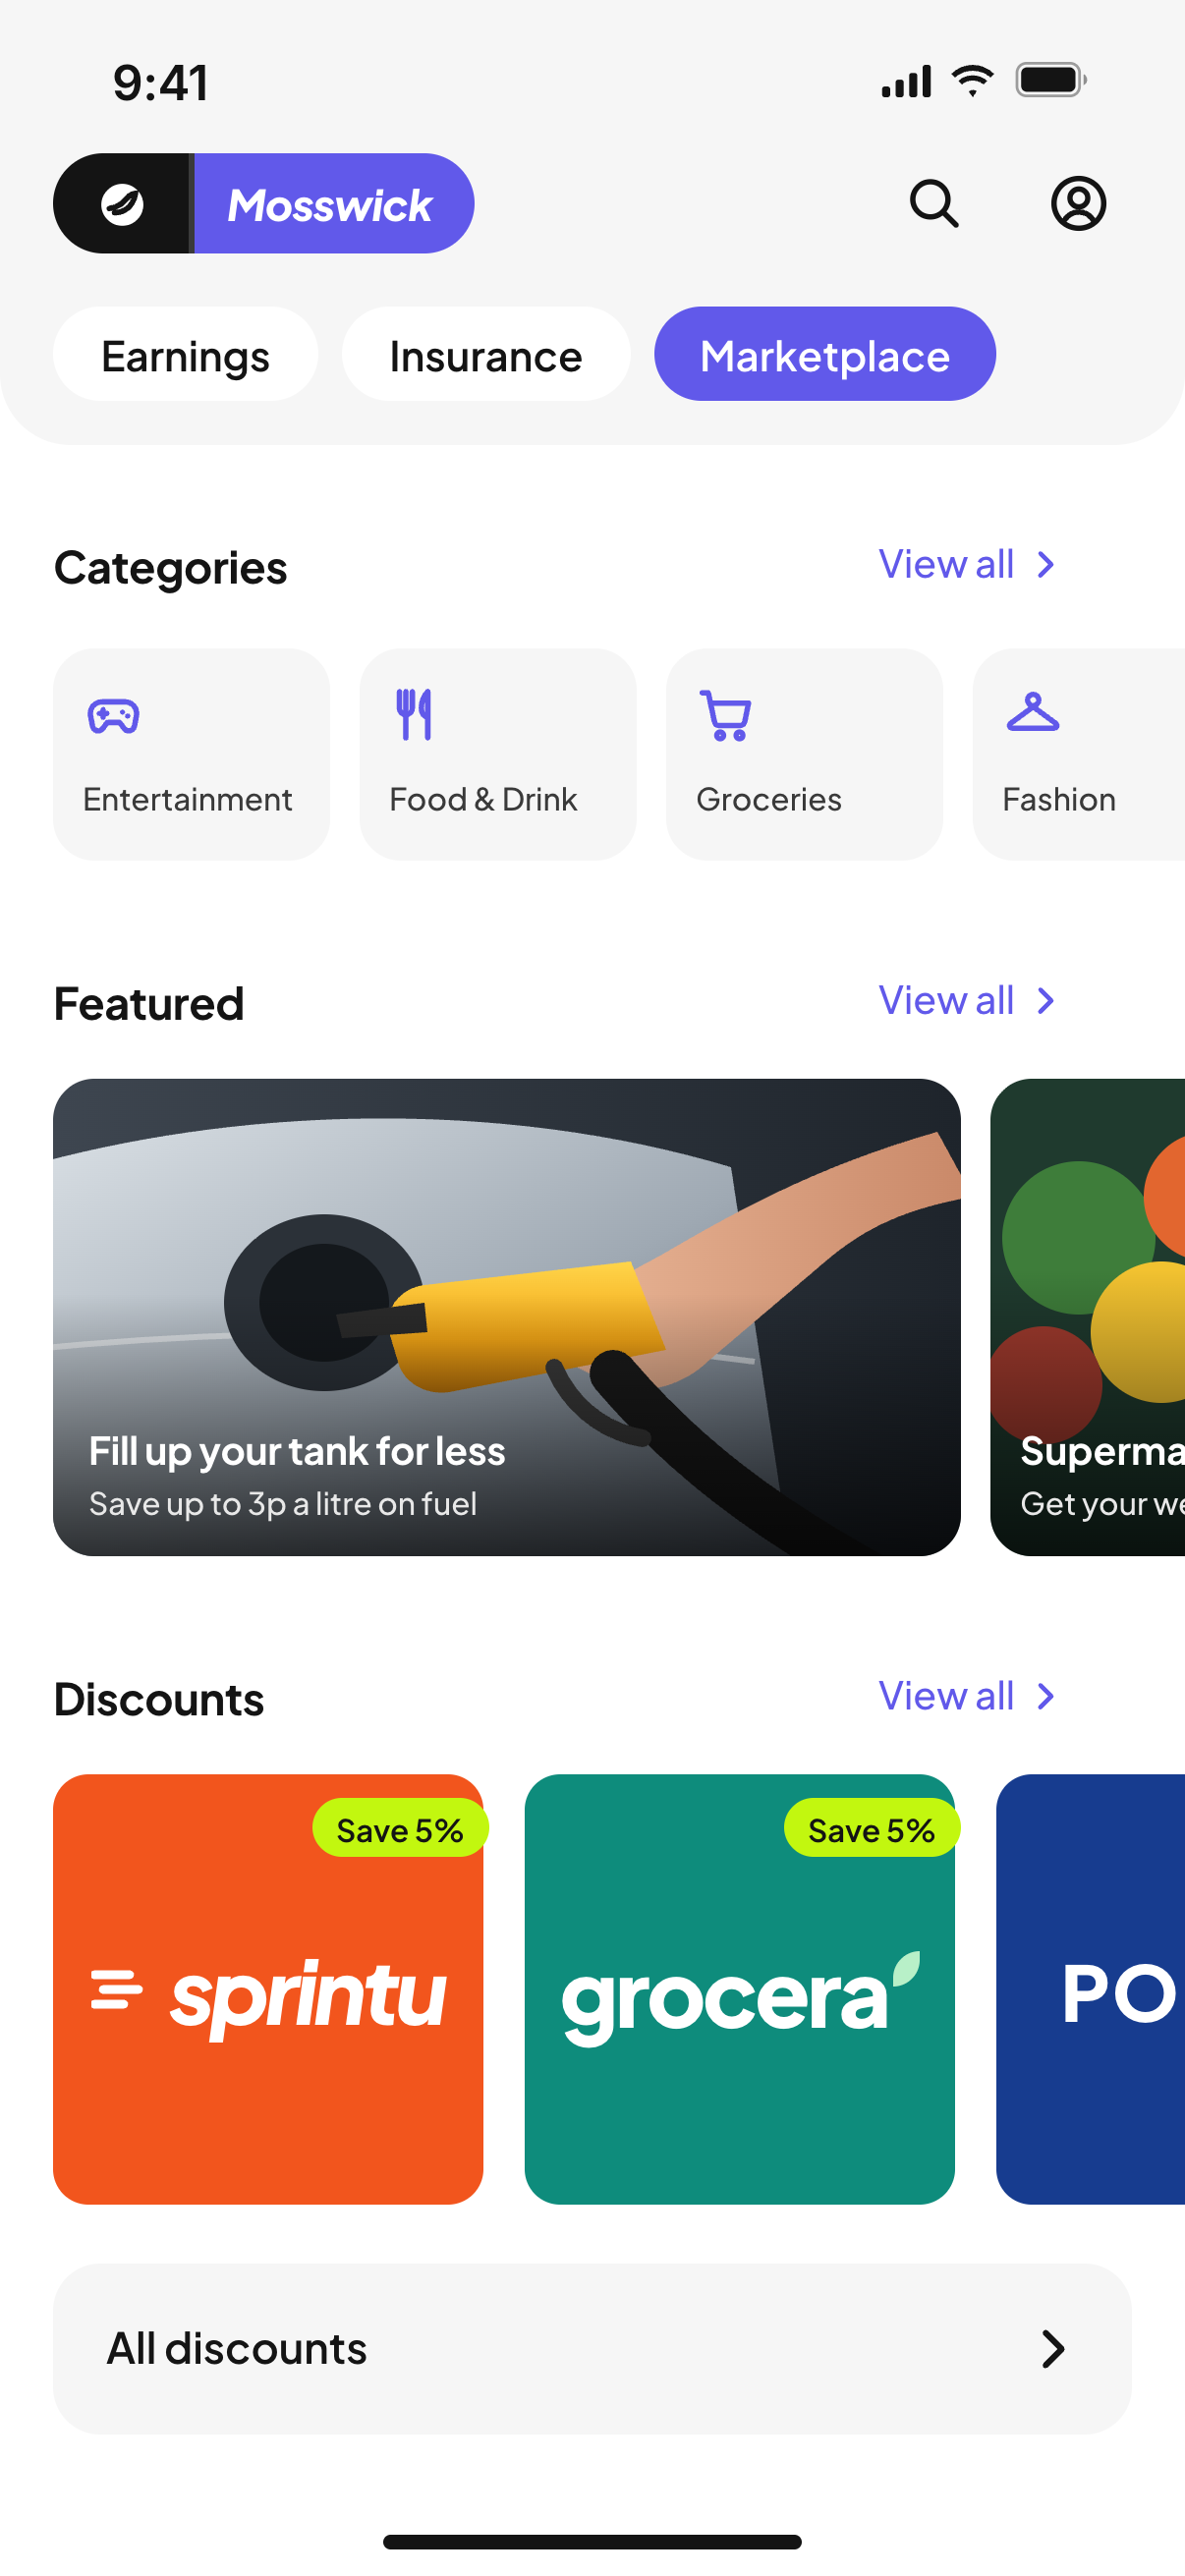 9:41
Mosswick
Earnings
Insurance
Marketplace
Categories
View all
Entertainment
Food & Drink
Groceries
Fashion
Featured
View all
Fill up your tank for less
Save up to 3p a litre on fuel
Superma
Get your we
Discounts
View all
Save 5%
sprintu
Save 5%
grocera
PO
All discounts